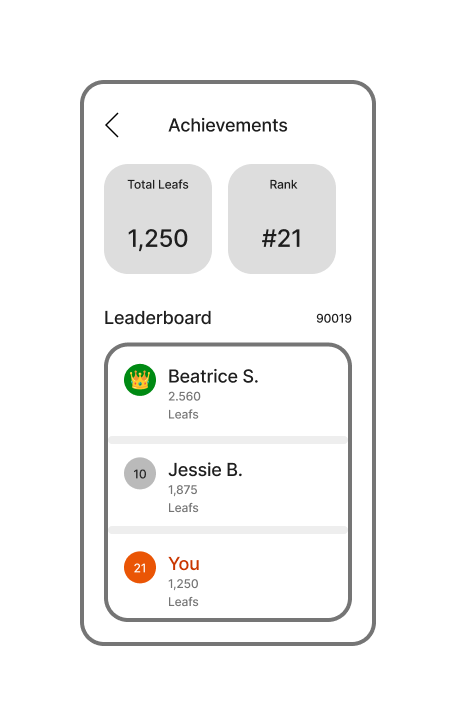 Achievements
Total Leafs
Rank
1,250
#21
Leaderboard
90019
Beatrice S.
2.560
Leafs
10
Jessie B.
1,875
Leafs
21
You
1,250
Leafs